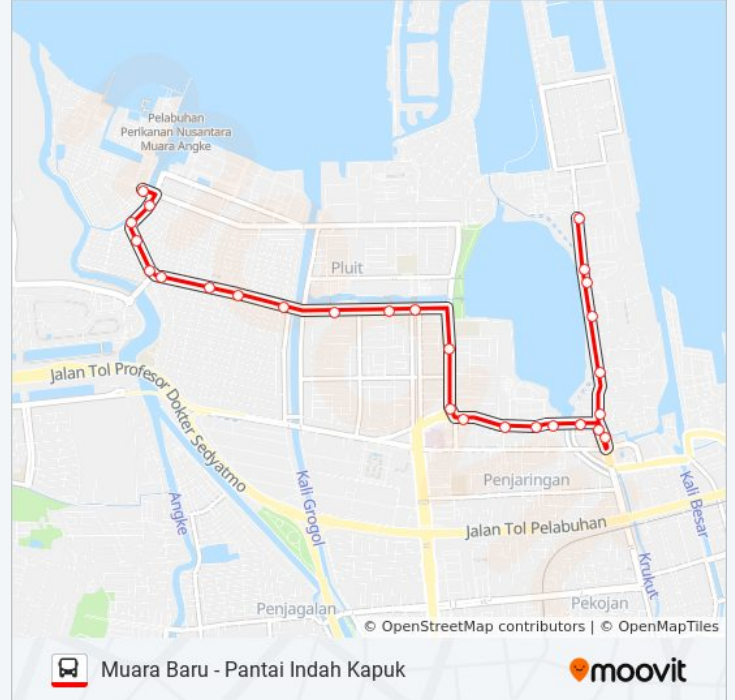 Pelabuhan
Perikanan Nusantara
Muara Angke
Pluit
Jalan Tol Profesor Dokter Sedyatmo
Angke
Kali Grogol
Penjaringan
Kali Besar
Jalan Tol Pelabuhan
Krukut
Penjagalan
Pekojan
© OpenStreetMap contributors | © OpenMapTiles
Muara Baru - Pantai Indah Kapuk
moovit